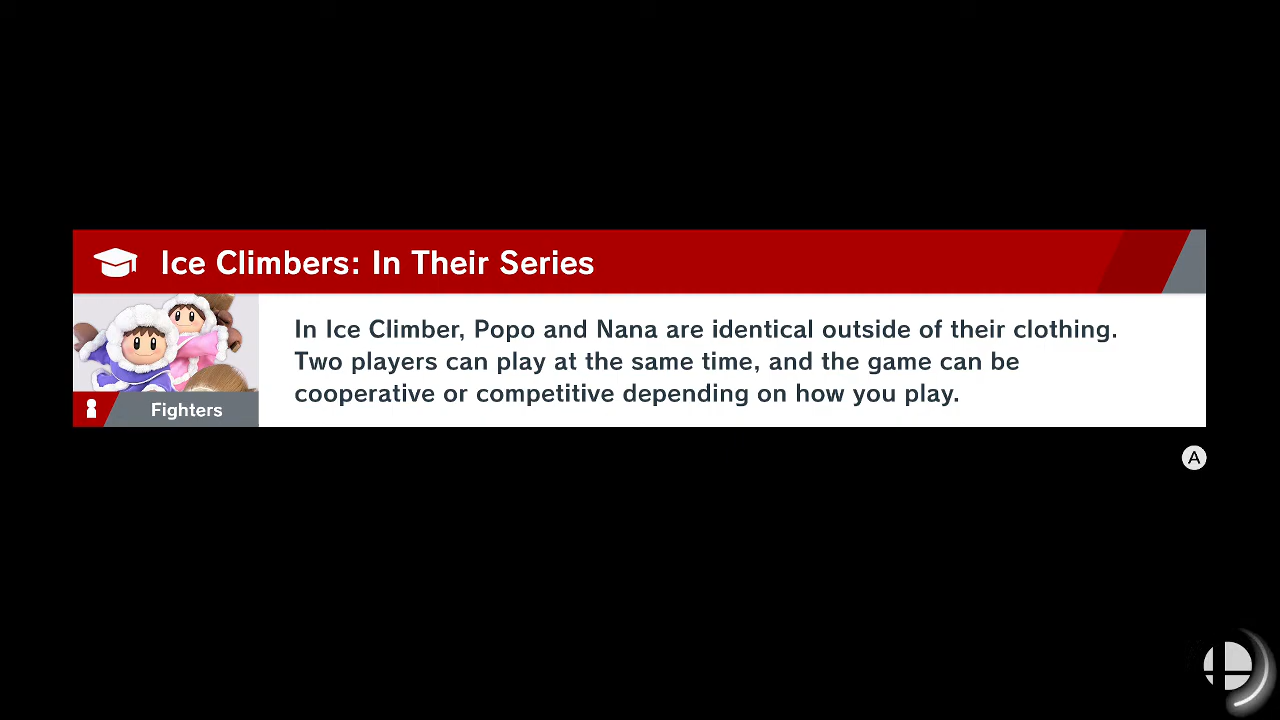 Ice Climbers: In Their Series
In Ice Climber, Popo and Nana are identical outside of their clothing.
Two players can play at the same time, and the game can be
cooperative or competitive depending on how you play.
Fighters
A